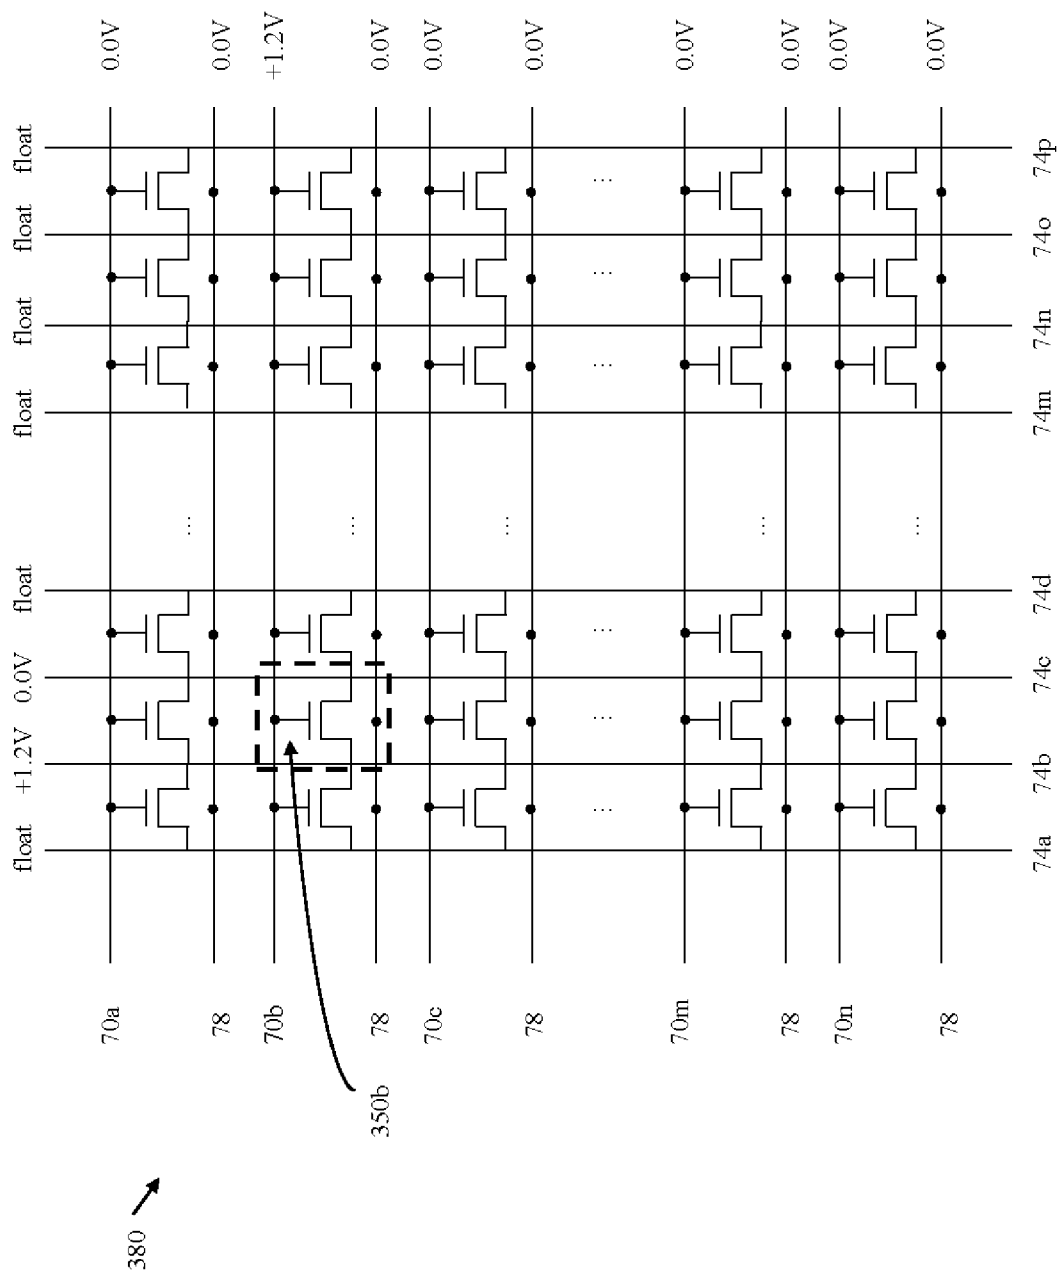 float +1.2V 0.0V float float float float float
74a 74b 74c 74d 74m 74n 74o 74p
70a 0.0V
78 0.0V
70b +1.2V
78 0.0V
70c 0.0V
78 0.0V
70m 0.0V
78 0.0V
70n 0.0V
78 0.0V
... ... ... ... ...
... ... ... ... ... ...
350b
380